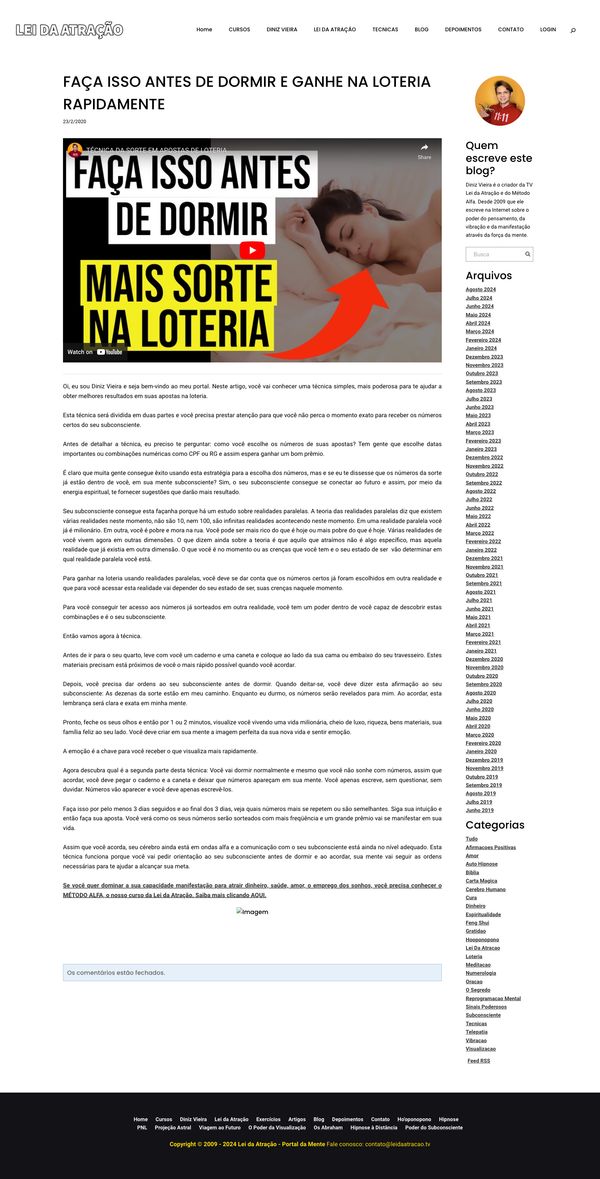 LEI DA ATRAÇÃO
Home CURSOS DINIZ VIEIRA LEI DA ATRAÇÃO TECNICAS BLOG DEPOIMENTOS CONTATO LOGIN
FAÇA ISSO ANTES DE DORMIR E GANHE NA LOTERIA
RAPIDAMENTE
23/2/2020
TÉCNICA DA SORTE EM APOSTAS DE LOTERIA
Share
FAÇA ISSO ANTES
DE DORMIR
MAIS SORTE
NA LOTERIA
Watch on YouTube
Oi, eu sou Diniz Vieira e seja bem-vindo ao meu portal. Neste artigo, você vai conhecer uma técnica simples, mais poderosa para te ajudar a
obter melhores resultados em suas apostas na loteria.
Esta técnica será dividida em duas partes e você precisa prestar atenção para que você não perca o momento exato para receber os números
certos do seu subconsciente.
Antes de detalhar a técnica, eu preciso te perguntar: como você escolhe os números de suas apostas? Tem gente que escolhe datas
importantes ou combinações numéricas como CPF ou RG e assim espera ganhar um bom prêmio.
É claro que muita gente consegue êxito usando esta estratégia para a escolha dos números, mas e se eu te dissesse que os números da sorte
já estão dentro de você, em sua mente subconsciente? Sim, o seu subconsciente consegue se conectar ao futuro e assim, por meio da
energia espiritual, te fornecer sugestões que darão mais resultado.
Seu subconsciente consegue esta façanha porque há um estudo sobre realidades paralelas. A teoria das realidades paralelas diz que existem
várias realidades neste momento, não são 10, nem 100, são infinitas realidades acontecendo neste momento. Em uma realidade paralela você
já é milionário. Em outra, você é pobre e mora na rua. Você pode ser mais rico do que é hoje ou mais pobre do que é hoje. Várias realidades de
você vivem agora em outras dimensões. O que dizem ainda sobre a teoria é que aquilo que atraímos não é algo específico, mas aquela
realidade que já existia em outra dimensão. O que você é no momento ou as crenças que você tem e o seu estado de ser vão determinar em
qual realidade paralela você está.
Para ganhar na loteria usando realidades paralelas, você deve se dar conta que os números certos já foram escolhidos em outra realidade e
que para você acessar esta realidade vai depender do seu estado de ser, suas crenças naquele momento.
Para você conseguir ter acesso aos números já sorteados em outra realidade, você tem um poder dentro de você capaz de descobrir estas
combinações e é o seu subconsciente.
Então vamos agora à técnica.
Antes de ir para o seu quarto, leve com você um caderno e uma caneta e coloque ao lado da sua cama ou embaixo do seu travesseiro. Estes
materiais precisam está próximos de você o mais rápido possível quando você acordar.
Depois, você precisa dar ordens ao seu subconsciente antes de dormir. Quando deitar-se, você deve dizer esta afirmação ao seu
subconsciente: As dezenas da sorte estão em meu caminho. Enquanto eu durmo, os números serão revelados para mim. Ao acordar, esta
lembrança será clara e exata em minha mente.
Pronto, feche os seus olhos e então por 1 ou 2 minutos, visualize você vivendo uma vida milionária, cheio de luxo, riqueza, bens materiais, sua
família feliz ao seu lado. Você deve criar em sua mente a imagem perfeita da sua nova vida e sentir emoção.
A emoção é a chave para você receber o que visualiza mais rapidamente.
Agora descubra qual é a segunda parte desta técnica: Você vai dormir normalmente e mesmo que você não sonhe com números, assim que
acordar, você deve pegar o caderno e a caneta e deixar que números apareçam em sua mente. Você apenas escreve, sem questionar, sem
duvidar. Números vão aparecer e você deve apenas escrevê-los.
Faça isso por pelo menos 3 dias seguidos e ao final dos 3 dias, veja quais números mais se repetem ou são semelhantes. Siga sua intuição e
então faça sua aposta. Você verá como os seus números serão sorteados com mais freqüência e um grande prêmio vai se manifestar em sua
vida.
Assim que você acorda, seu cérebro ainda está em ondas alfa e a comunicação com o seu subconsciente está ainda no nível adequado. Esta
técnica funciona porque você vai pedir orientação ao seu subconsciente antes de dormir e ao acordar, sua mente vai seguir as ordens
necessárias para te ajudar a alcançar sua meta.
Se você quer dominar a sua capacidade manifestação para atrair dinheiro, saúde, amor, o emprego dos sonhos, você precisa conhecer o
MÉTODO ALFA, o nosso curso da Lei da Atração. Saiba mais clicando AQUI.
Imagem
Os comentários estão fechados.
11:11
Quem
escreve este
blog?
Diniz Vieira é o criador da TV
Lei da Atração e do Método
Alfa. Desde 2009 que ele
escreve na Internet sobre o
poder do pensamento, da
vibração e da manifestação
através da força da mente.
Busca
Arquivos
Agosto 2024
Julho 2024
Junho 2024
Maio 2024
Abril 2024
Março 2024
Fevereiro 2024
Janeiro 2024
Dezembro 2023
Novembro 2023
Outubro 2023
Setembro 2023
Agosto 2023
Julho 2023
Junho 2023
Maio 2023
Abril 2023
Março 2023
Fevereiro 2023
Janeiro 2023
Dezembro 2022
Novembro 2022
Outubro 2022
Setembro 2022
Agosto 2022
Julho 2022
Junho 2022
Maio 2022
Abril 2022
Março 2022
Fevereiro 2022
Janeiro 2022
Dezembro 2021
Novembro 2021
Outubro 2021
Setembro 2021
Agosto 2021
Julho 2021
Junho 2021
Maio 2021
Abril 2021
Março 2021
Fevereiro 2021
Janeiro 2021
Dezembro 2020
Novembro 2020
Outubro 2020
Setembro 2020
Agosto 2020
Julho 2020
Junho 2020
Maio 2020
Abril 2020
Março 2020
Fevereiro 2020
Janeiro 2020
Dezembro 2019
Novembro 2019
Outubro 2019
Setembro 2019
Agosto 2019
Julho 2019
Junho 2019
Categorias
Tudo
Afirmacoes Positivas
Amor
Auto Hipnose
Biblia
Carta Magica
Cerebro Humano
Cura
Dinheiro
Espiritualidade
Feng Shui
Gratidao
Hooponopono
Lei Da Atracao
Loteria
Meditacao
Numerologia
Oracao
O Segredo
Reprogramacao Mental
Sinais Poderosos
Subconsciente
Tecnicas
Telepatia
Vibracao
Visualizacao
Feed RSS
Home Cursos Diniz Vieira Lei da Atração Exercícios Artigos Blog Depoimentos Contato Ho'oponopono Hipnose
PNL Projeção Astral Viagem ao Futuro O Poder da Visualização Os Abraham Hipnose à Distância Poder do Subconsciente
Copyright © 2009 - 2024 Lei da Atração - Portal da Mente Fale conosco: contato@leidaatracao.tv